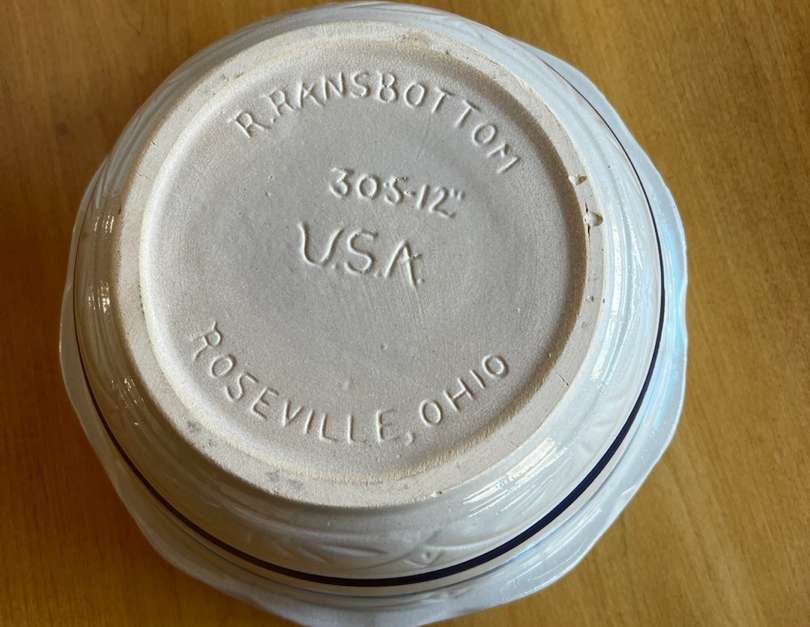 R.RANSBOTTOM
305-12"
U.S.A.
ROSEVILLE, OHIO